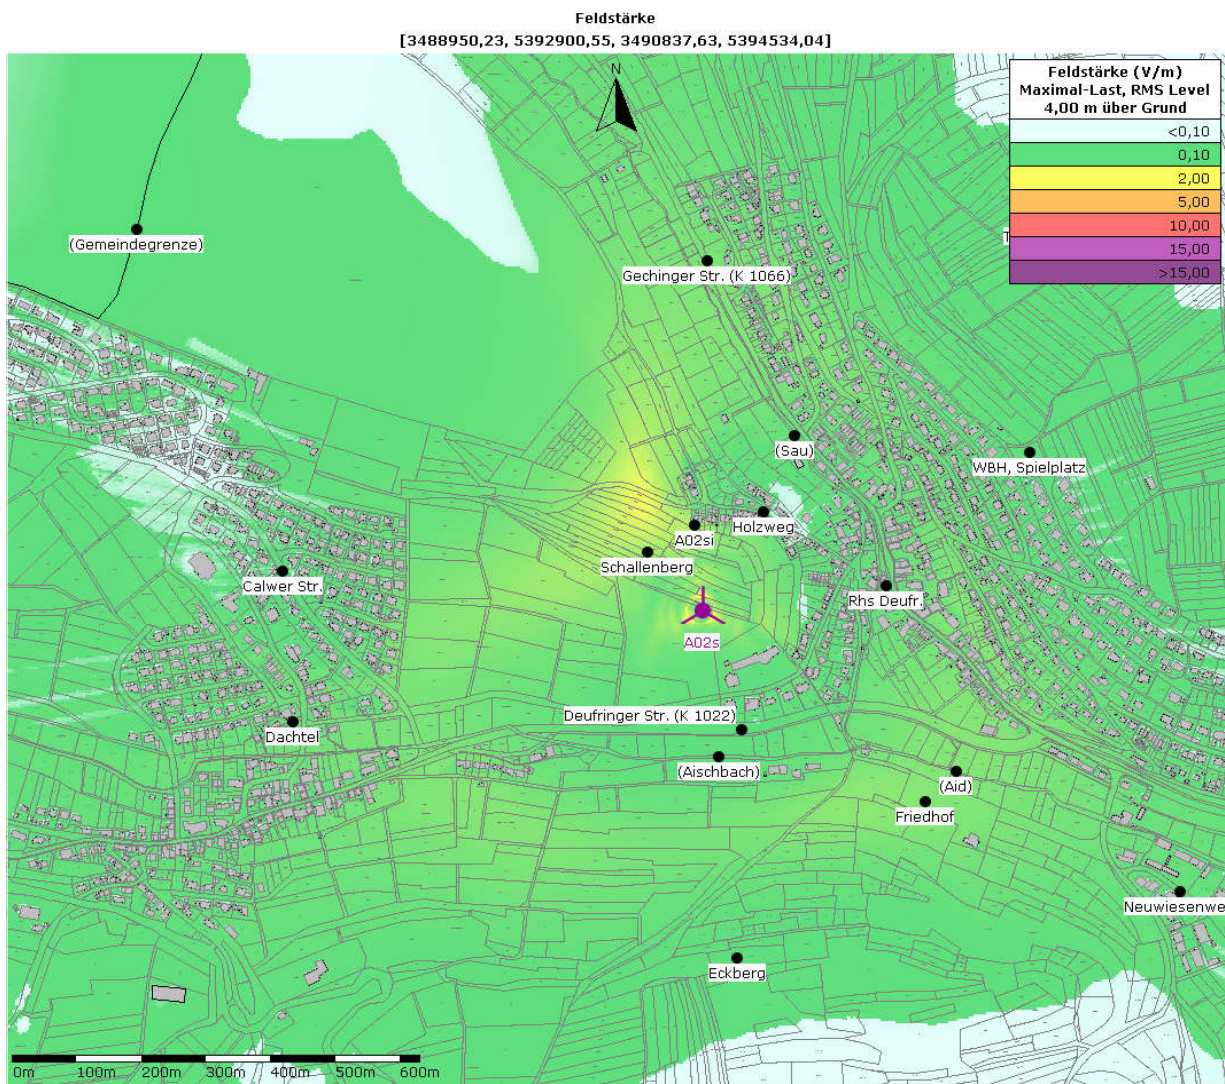 Feldstärke
[3488950,23, 5392900,55, 3490837,63, 5394534,04]
N
Feldstärke (V/m)
Maximal-Last, RMS Level
4,00 m über Grund
<0,10
0,10
2,00
5,00
10,00
15,00
>15,00
(Gemeindegrenze)
Gechinger Str. (K 1066)
(Sau)
WBH, Spielplatz
A02si
Holzweg
Schallenberg
Calwer Str.
Rhs Deufr.
A02s
Deufringer Str. (K 1022)
Dachtel
(Aischbach)
(Aid)
Friedhof
Neuwiesenwe
Eckberg
0m 100m 200m 300m 400m 500m 600m